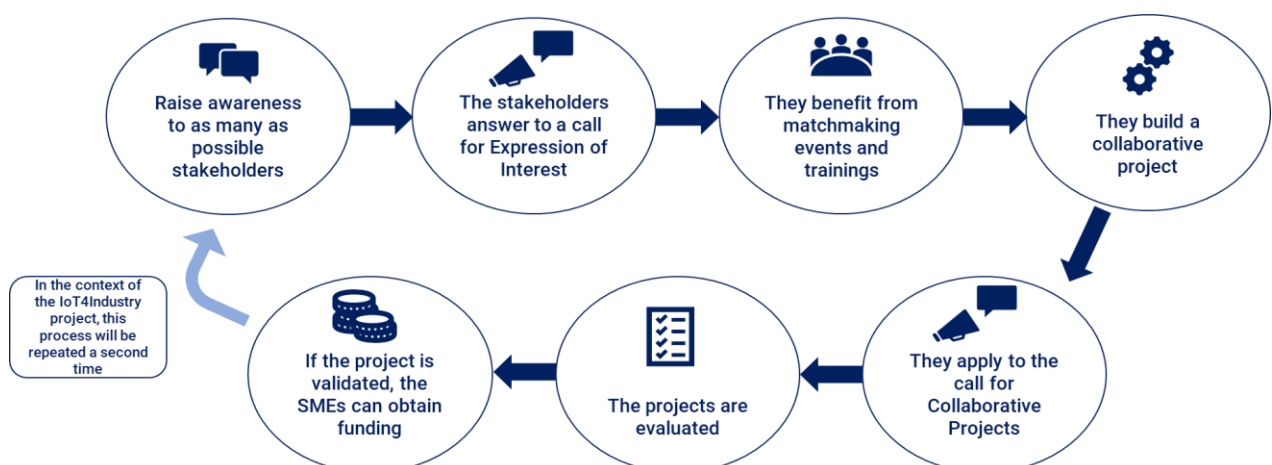 Raise awareness
to as many as
possible
stakeholders
The stakeholders
answer to a call
for Expression of
Interest
They benefit from
matchmaking
events and
trainings
They build a
collaborative
project
They apply to the
call for
Collaborative
Projects
The projects are
evaluated
If the project is
validated, the
SMEs can obtain
funding
In the context of
the IoT4Industry
project, this
process will be
repeated a second
time